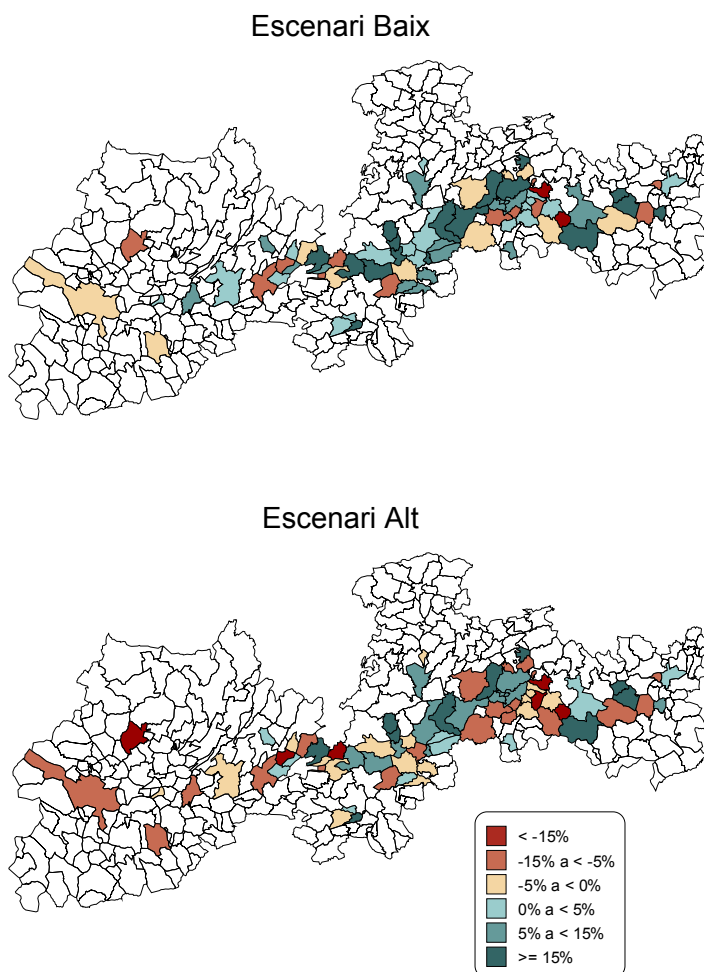 Escenari Baix
Escenari Alt
< -15%
-15% a < -5%
-5% a < 0%
0% a < 5%
5% a < 15%
>= 15%